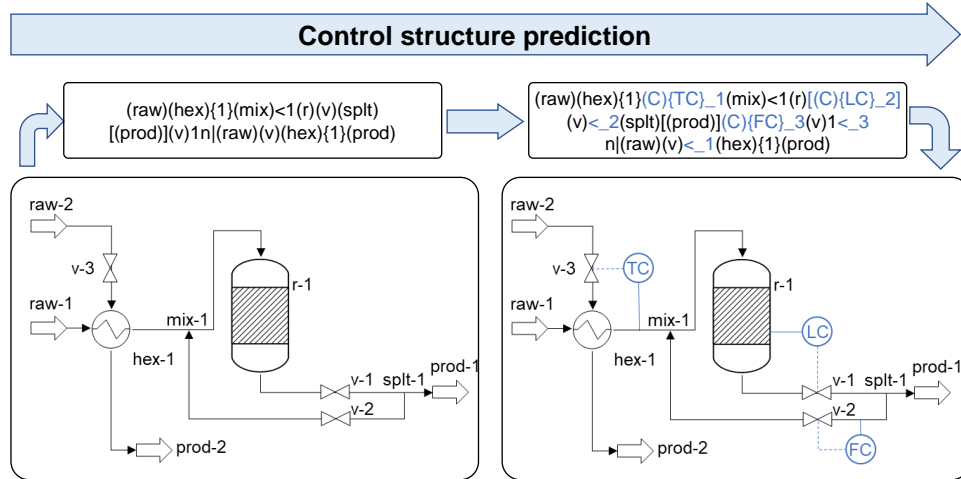 Control structure prediction
(raw)(hex){1}(mix)<1(r)(v)(splt)
[(prod)](v)1n|(raw)(v)(hex){1}(prod)
(raw)(hex){1}(C){TC}_1(mix)<1(r)[(C){LC}_2]
(v)<_2(splt)[(prod)](C){FC}_3(v)1<_3
n|(raw)(v)<_1(hex){1}(prod)
raw-2
v-3
raw-1
r-1
mix-1
hex-1
prod-1
v-1
splt-1
v-2
prod-2
raw-2
v-3
TC
raw-1
r-1
mix-1
LC
hex-1
prod-1
v-1
splt-1
v-2
FC
prod-2